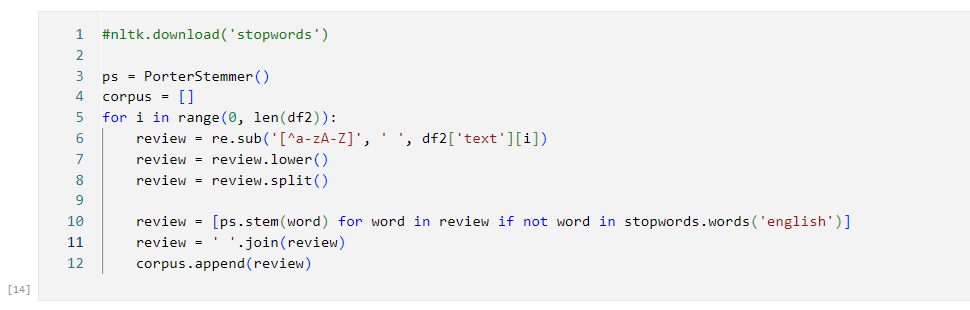 1 #nltk.download('stopwords')
2
3 ps = PorterStemmer()
4 corpus = []
5 for i in range(0, len(df2)):
6     review = re.sub('[^a-zA-Z]', ' ', df2['text'][i])
7     review = review.lower()
8     review = review.split()
9
10     review = [ps.stem(word) for word in review if not word in stopwords.words('english')]
11     review = ' '.join(review)
12     corpus.append(review)
[14]